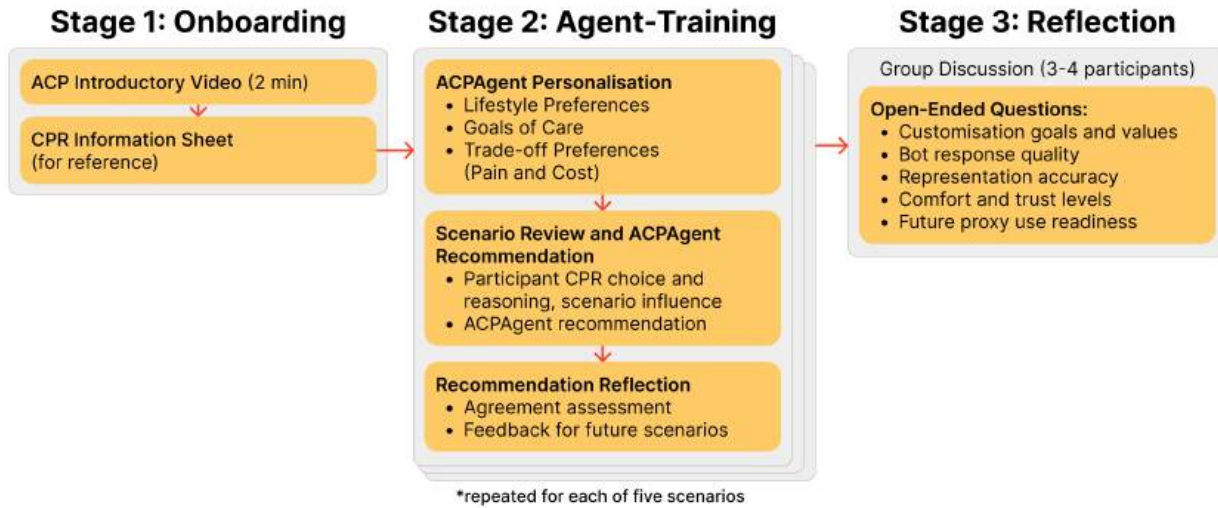 Stage 1: Onboarding
ACP Introductory Video (2 min)
CPR Information Sheet
(for reference)
Stage 2: Agent-Training
ACPAgent Personalisation
• Lifestyle Preferences
• Goals of Care
• Trade-off Preferences
(Pain and Cost)
Scenario Review and ACPAgent
Recommendation
• Participant CPR choice and
reasoning, scenario influence
• ACPAgent recommendation
Recommendation Reflection
• Agreement assessment
• Feedback for future scenarios
*repeated for each of five scenarios
Stage 3: Reflection
Group Discussion (3-4 participants)
Open-Ended Questions:
• Customisation goals and values
• Bot response quality
• Representation accuracy
• Comfort and trust levels
• Future proxy use readiness